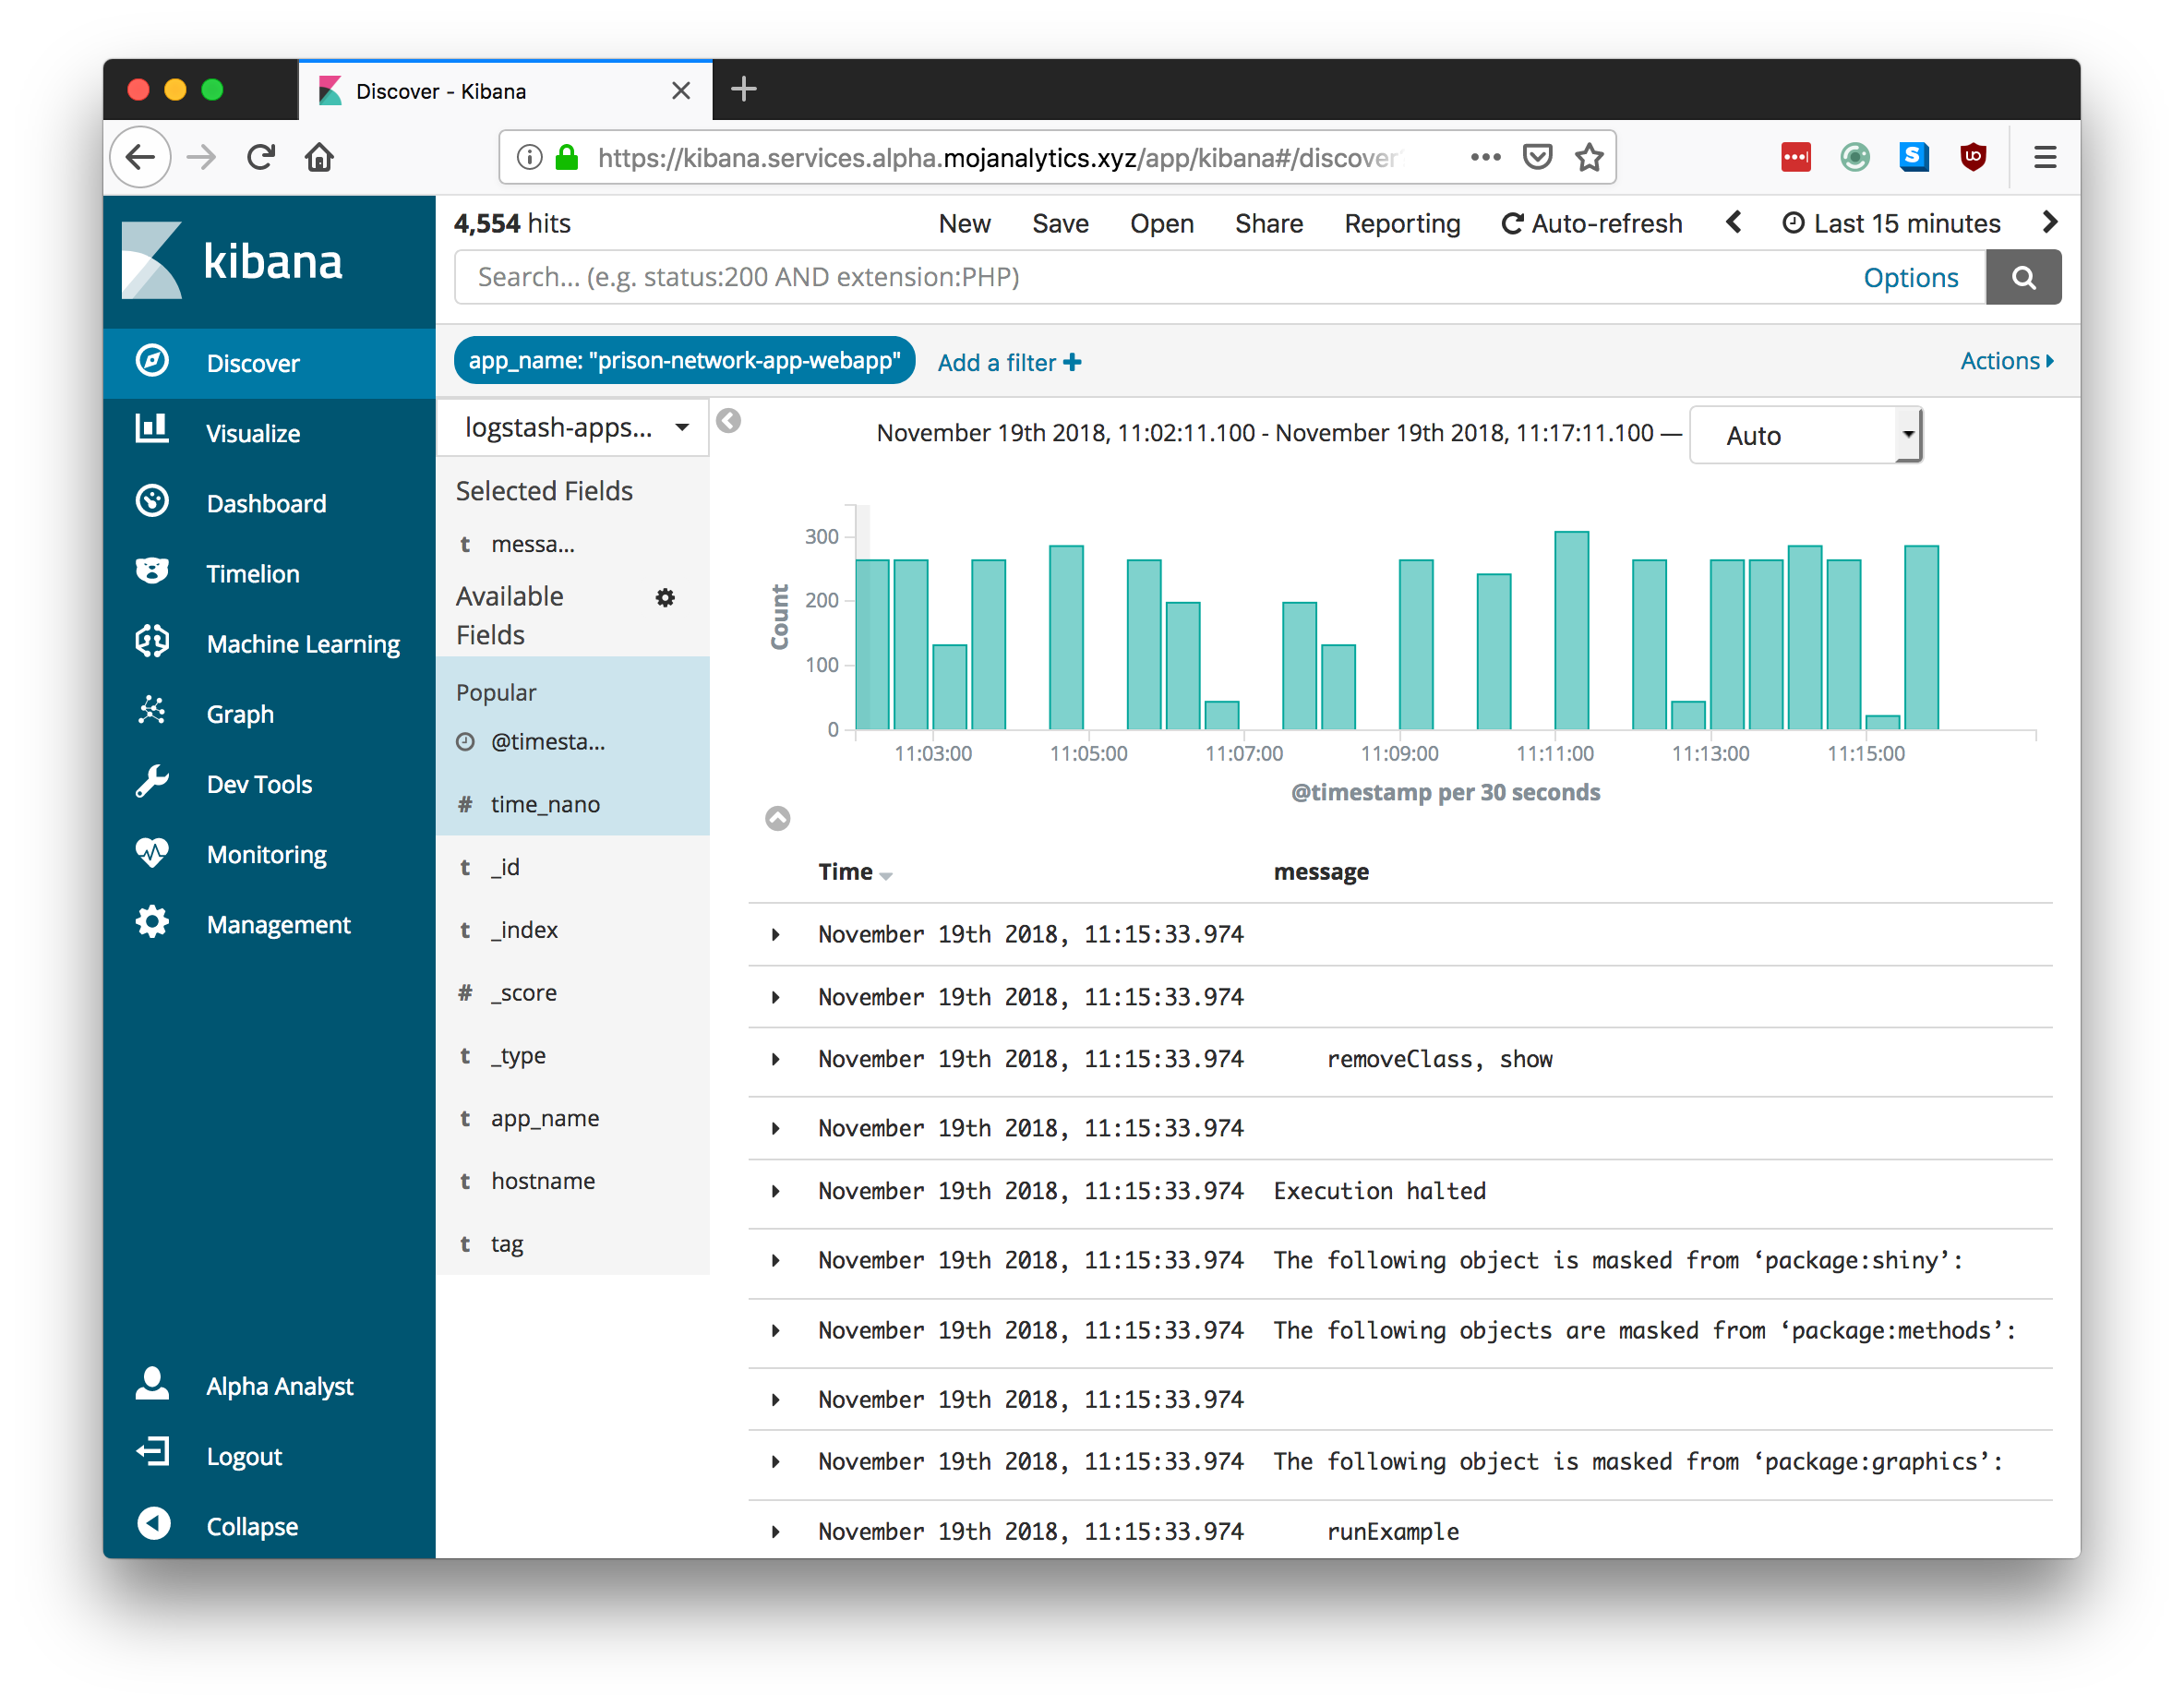 Discover - Kibana
https://kibana.services.alpha.mojanalytics.xyz/app/kibana#/discover
kibana
4,554 hits
New Save Open Share Reporting Auto-refresh Last 15 minutes
Search... (e.g. status:200 AND extension:PHP)
Options
app_name: "prison-network-app-webapp"
Add a filter
Actions
Discover
Visualize
Dashboard
Timelion
Machine Learning
Graph
Dev Tools
Monitoring
Management
Alpha Analyst
Logout
Collapse
logstash-apps...
Selected Fields
t messa...
Available
Fields
Popular
@timesta...
# time_nano
t _id
t _index
# _score
t _type
t app_name
t hostname
t tag
November 19th 2018, 11:02:11.100 - November 19th 2018, 11:17:11.100 —
Auto
Count
300
200
100
0
11:03:00 11:05:00 11:07:00 11:09:00 11:11:00 11:13:00 11:15:00
@timestamp per 30 seconds
Time message
November 19th 2018, 11:15:33.974
November 19th 2018, 11:15:33.974
November 19th 2018, 11:15:33.974 removeClass, show
November 19th 2018, 11:15:33.974
November 19th 2018, 11:15:33.974 Execution halted
November 19th 2018, 11:15:33.974 The following object is masked from ‘package:shiny’:
November 19th 2018, 11:15:33.974 The following objects are masked from ‘package:methods’:
November 19th 2018, 11:15:33.974
November 19th 2018, 11:15:33.974 The following object is masked from ‘package:graphics’:
November 19th 2018, 11:15:33.974 runExample